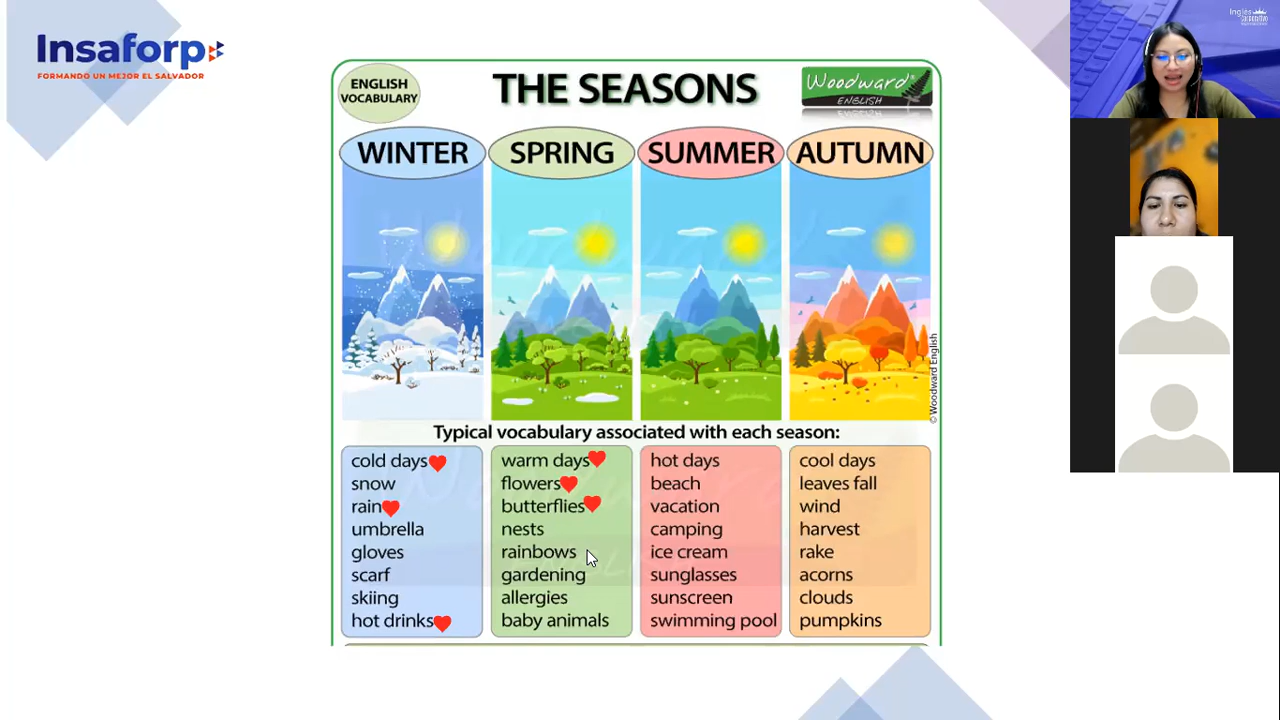 Insaforp
FORMANDO UN MEJOR EL SALVADOR
ENGLISH
VOCABULARY
THE SEASONS
Woodward®
ENGLISH
WINTER
SPRING
SUMMER
AUTUMN
© Woodward English
Typical vocabulary associated with each season:
cold days
snow
rain
umbrella
gloves
scarf
skiing
hot drinks
warm days
flowers
butterflies
nests
rainbows
gardening
allergies
baby animals
hot days
beach
vacation
camping
ice cream
sunglasses
sunscreen
swimming pool
cool days
leaves fall
wind
harvest
rake
acorns
clouds
pumpkins
Inglés